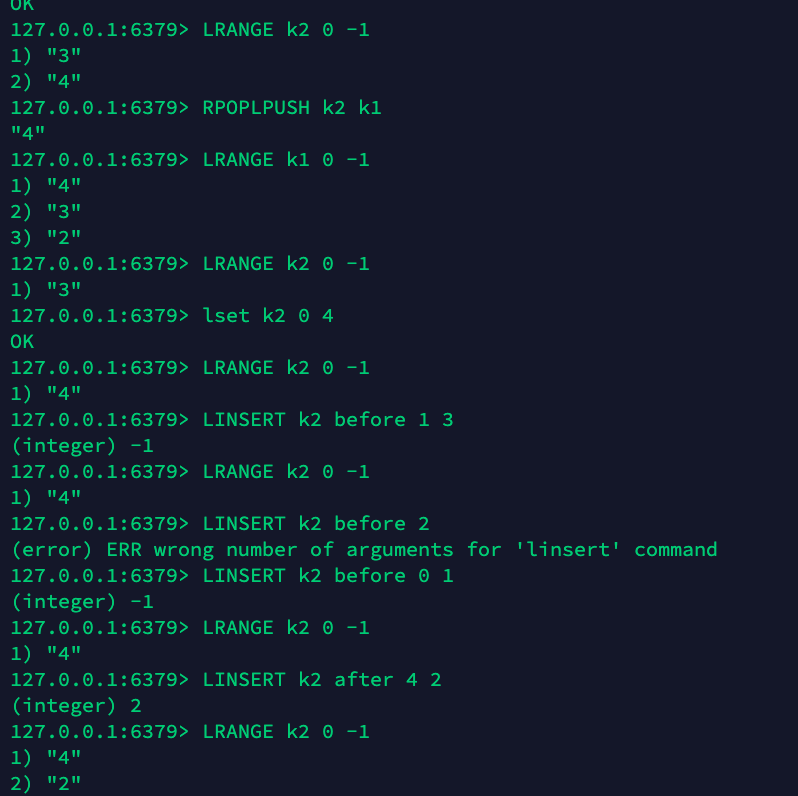 OK
127.0.0.1:6379> LRANGE k2 0 -1
1) "3"
2) "4"
127.0.0.1:6379> RPOPLPUSH k2 k1
"4"
127.0.0.1:6379> LRANGE k1 0 -1
1) "4"
2) "3"
3) "2"
127.0.0.1:6379> LRANGE k2 0 -1
1) "3"
127.0.0.1:6379> lset k2 0 4
OK
127.0.0.1:6379> LRANGE k2 0 -1
1) "4"
127.0.0.1:6379> LINSERT k2 before 1 3
(integer) -1
127.0.0.1:6379> LRANGE k2 0 -1
1) "4"
127.0.0.1:6379> LINSERT k2 before 2
(error) ERR wrong number of arguments for 'linsert' command
127.0.0.1:6379> LINSERT k2 before 0 1
(integer) -1
127.0.0.1:6379> LRANGE k2 0 -1
1) "4"
127.0.0.1:6379> LINSERT k2 after 4 2
(integer) 2
127.0.0.1:6379> LRANGE k2 0 -1
1) "4"
2) "2"